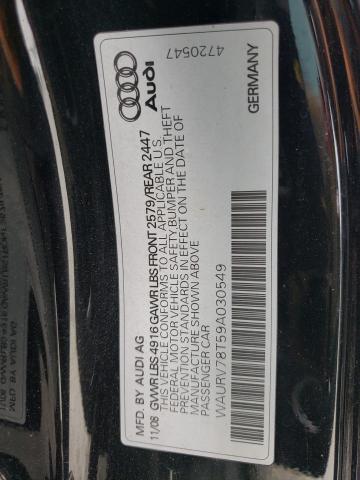 Audi
4720547
MFD. BY AUDI AG
GERMANY
11/08 GVWR LBS 4916 GAWR LBS FRONT 2579/REAR 2447
THIS VEHICLE CONFORMS TO ALL APPLICABLE U S
FEDERAL MOTOR VEHICLE SAFETY BUMPER AND THEFT
PREVENTION STANDARDS IN EFFECT ON THE DATE OF
MANUFACTURE SHOWN ABOVE
PASSENGER CAR
WAURV78T59A030549